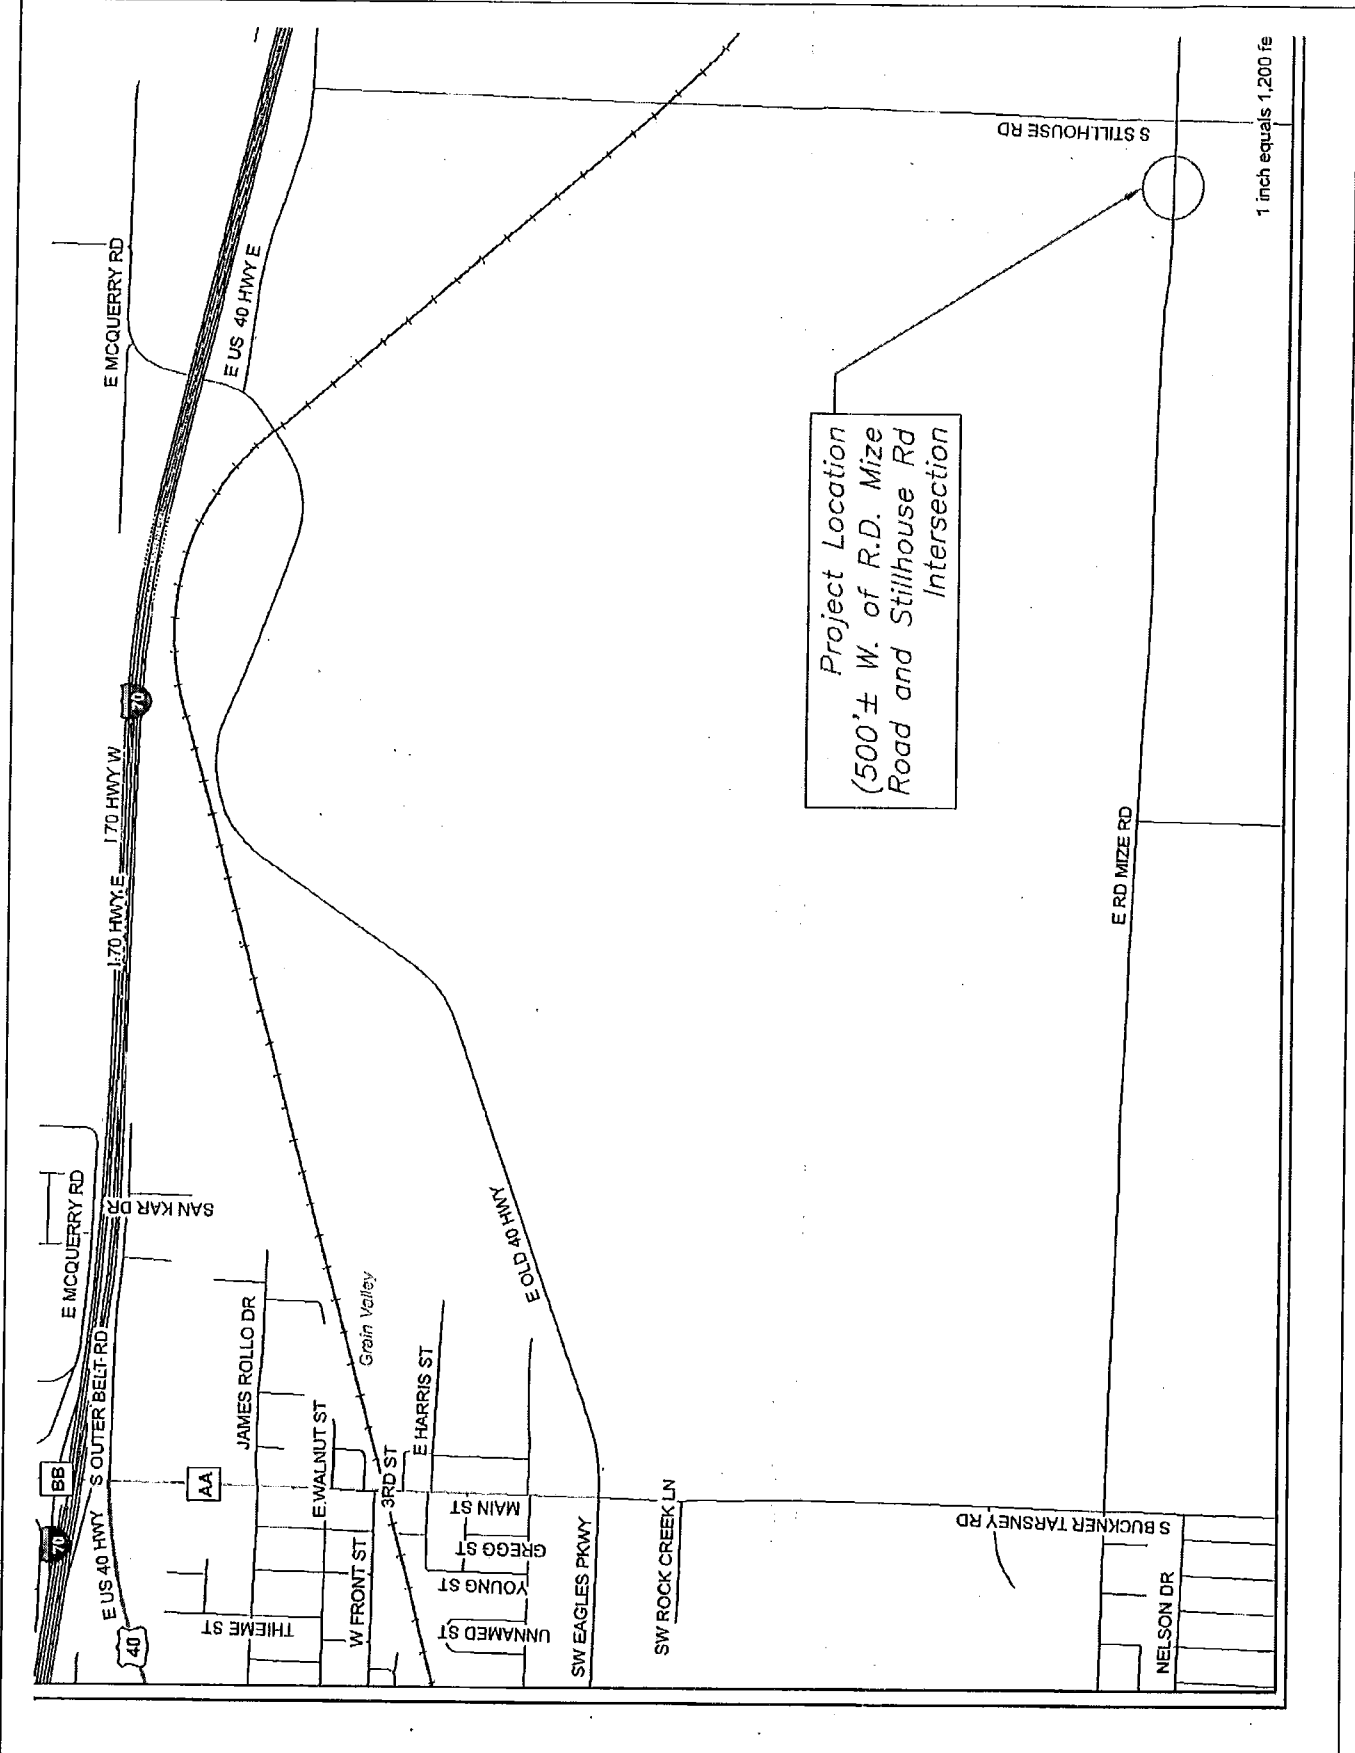 BB
70
E US 40 HWY
40
S OUTER BELT RD
E MCQUERRY RD
SAN KAR DR
I 70 HWY E
I 70 HWY W
70
E MCQUERRY RD
E US 40 HWY E
AA
JAMES ROLLO DR
THIEME ST
E WALNUT ST
W FRONT ST
3RD ST
Grain Valley
E HARRIS ST
MAIN ST
GREGG ST
YOUNG ST
UNNAMED ST
E OLD 40 HWY
SW EAGLES PKWY
SW ROCK CREEK LN
S BUCKNER TARSNEY RD
NELSON DR
E RD MIZE RD
S STILLHOUSE RD
Project Location
(500'± W. of R.D. Mize
Road and Stillhouse Rd
Intersection
1 inch equals 1,200 fe